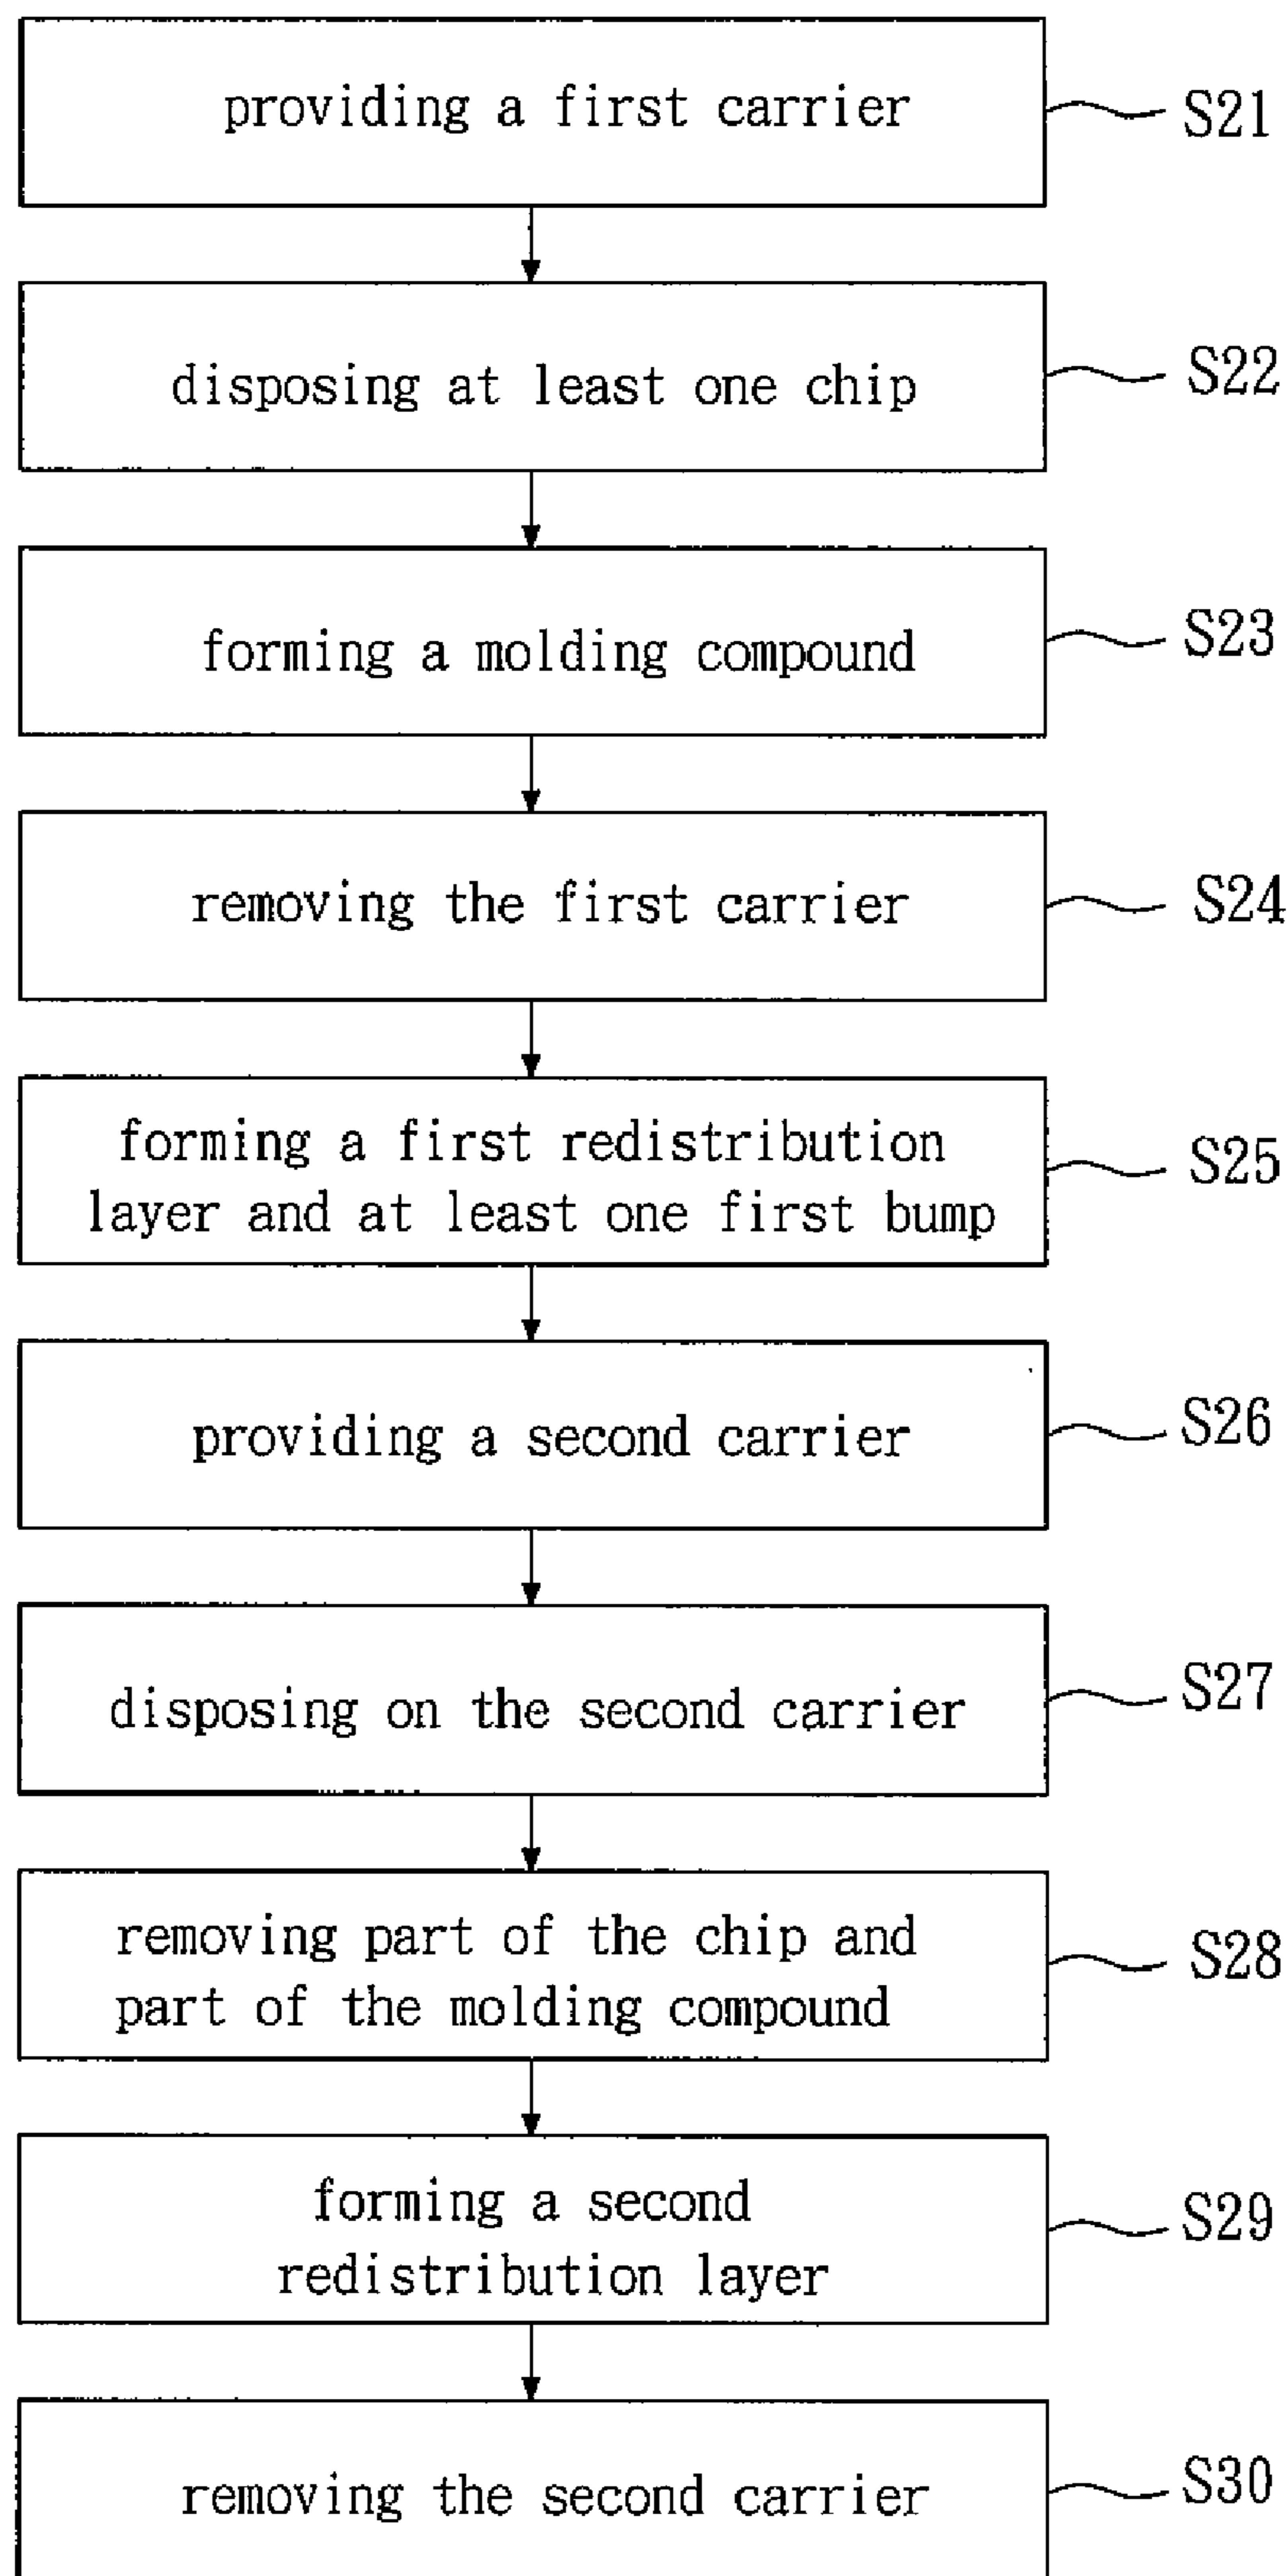 providing a first carrier
S21
disposing at least one chip
S22
forming a molding compound
S23
removing the first carrier
S24
forming a first redistribution
layer and at least one first bump
S25
providing a second carrier
S26
disposing on the second carrier
S27
removing part of the chip and
part of the molding compound
S28
forming a second
redistribution layer
S29
removing the second carrier
S30